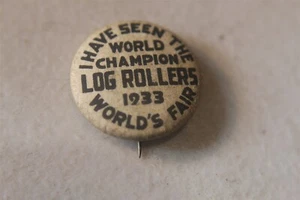 I HAVE SEEN THE
WORLD
CHAMPION
LOG ROLLERS
1933
WORLD'S FAIR